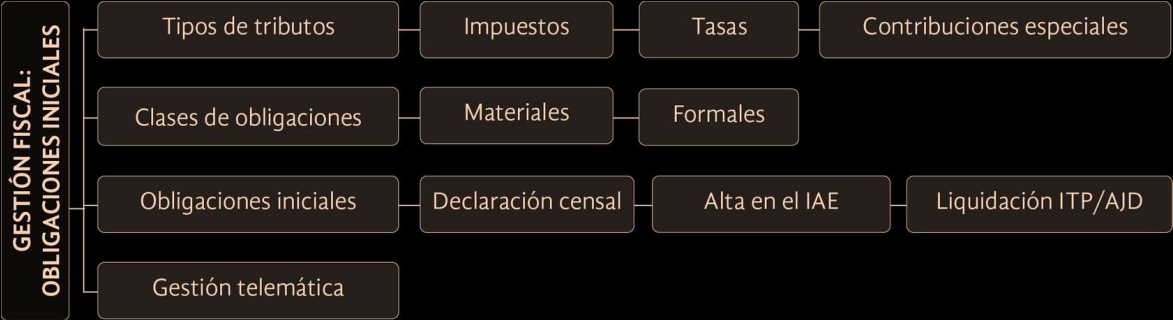 GESTIÓN FISCAL:
OBLIGACIONES INICIALES
Tipos de tributos
Impuestos
Tasas
Contribuciones especiales
Clases de obligaciones
Materiales
Formales
Obligaciones iniciales
Declaración censal
Alta en el IAE
Liquidación ITP/AJD
Gestión telemática